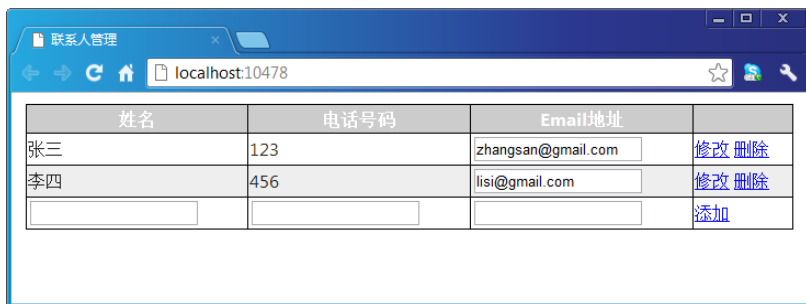 联系人管理
localhost:10478
姓名 电话号码 Email地址
张三 123 zhangsan@gmail.com 修改 删除
李四 456 lisi@gmail.com 修改 删除
添加